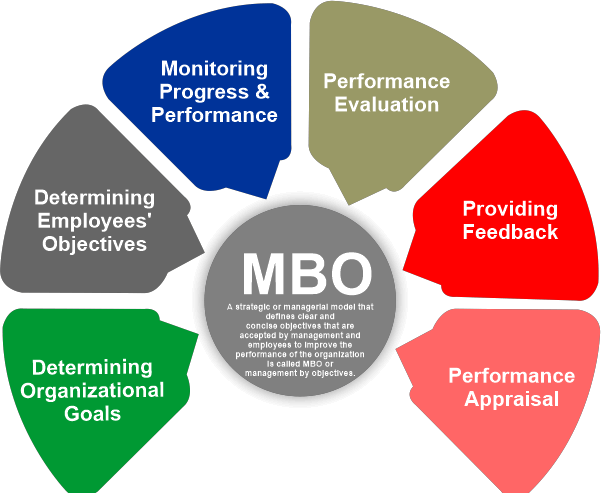 Monitoring
Progress &
Performance
Performance
Evaluation
Determining
Employees'
Objectives
Providing
Feedback
MBO
A strategic or managerial model that
defines clear and
concise objectives that are
accepted by management and
employees to improve the
performance of the organization
is called MBO or
management by objectives.
Determining
Organizational
Goals
Performance
Appraisal